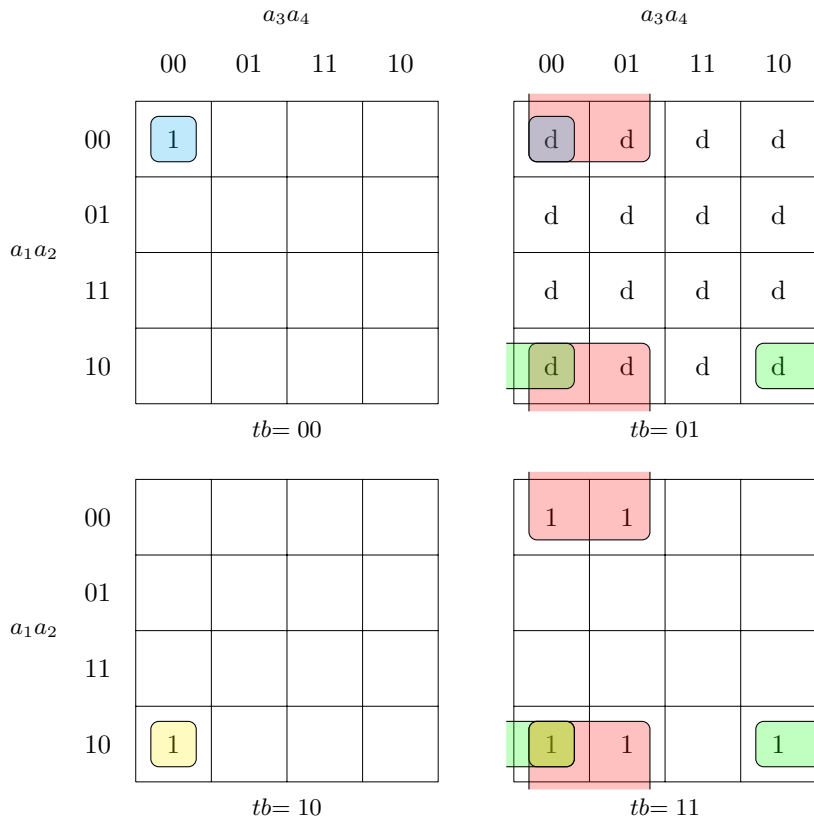 a₃a₄ a₃a₄
00 01 11 10 00 01 11 10
00 1 d d d d
01 d d d d
a₁a₂
11 d d d d
10 d d d d
tb= 00 tb= 01
00 1 1
01
a₁a₂
11
10 1 1 1 1
tb= 10 tb= 11